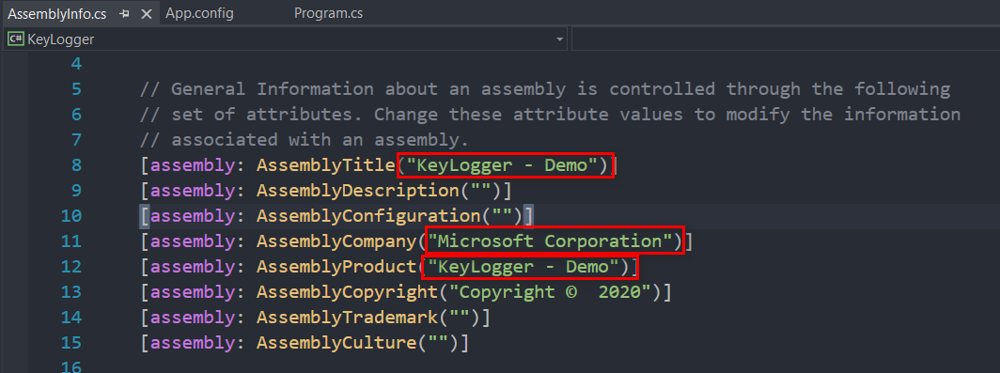 AssemblyInfo.cs App.config Program.cs
C# KeyLogger
4
5 // General Information about an assembly is controlled through the following
6 // set of attributes. Change these attribute values to modify the information
7 // associated with an assembly.
8 [assembly: AssemblyTitle("KeyLogger - Demo")]
9 [assembly: AssemblyDescription("")]
10 [assembly: AssemblyConfiguration("")]
11 [assembly: AssemblyCompany("Microsoft Corporation")]
12 [assembly: AssemblyProduct("KeyLogger - Demo")]
13 [assembly: AssemblyCopyright("Copyright ©  2020")]
14 [assembly: AssemblyTrademark("")]
15 [assembly: AssemblyCulture("")]
16